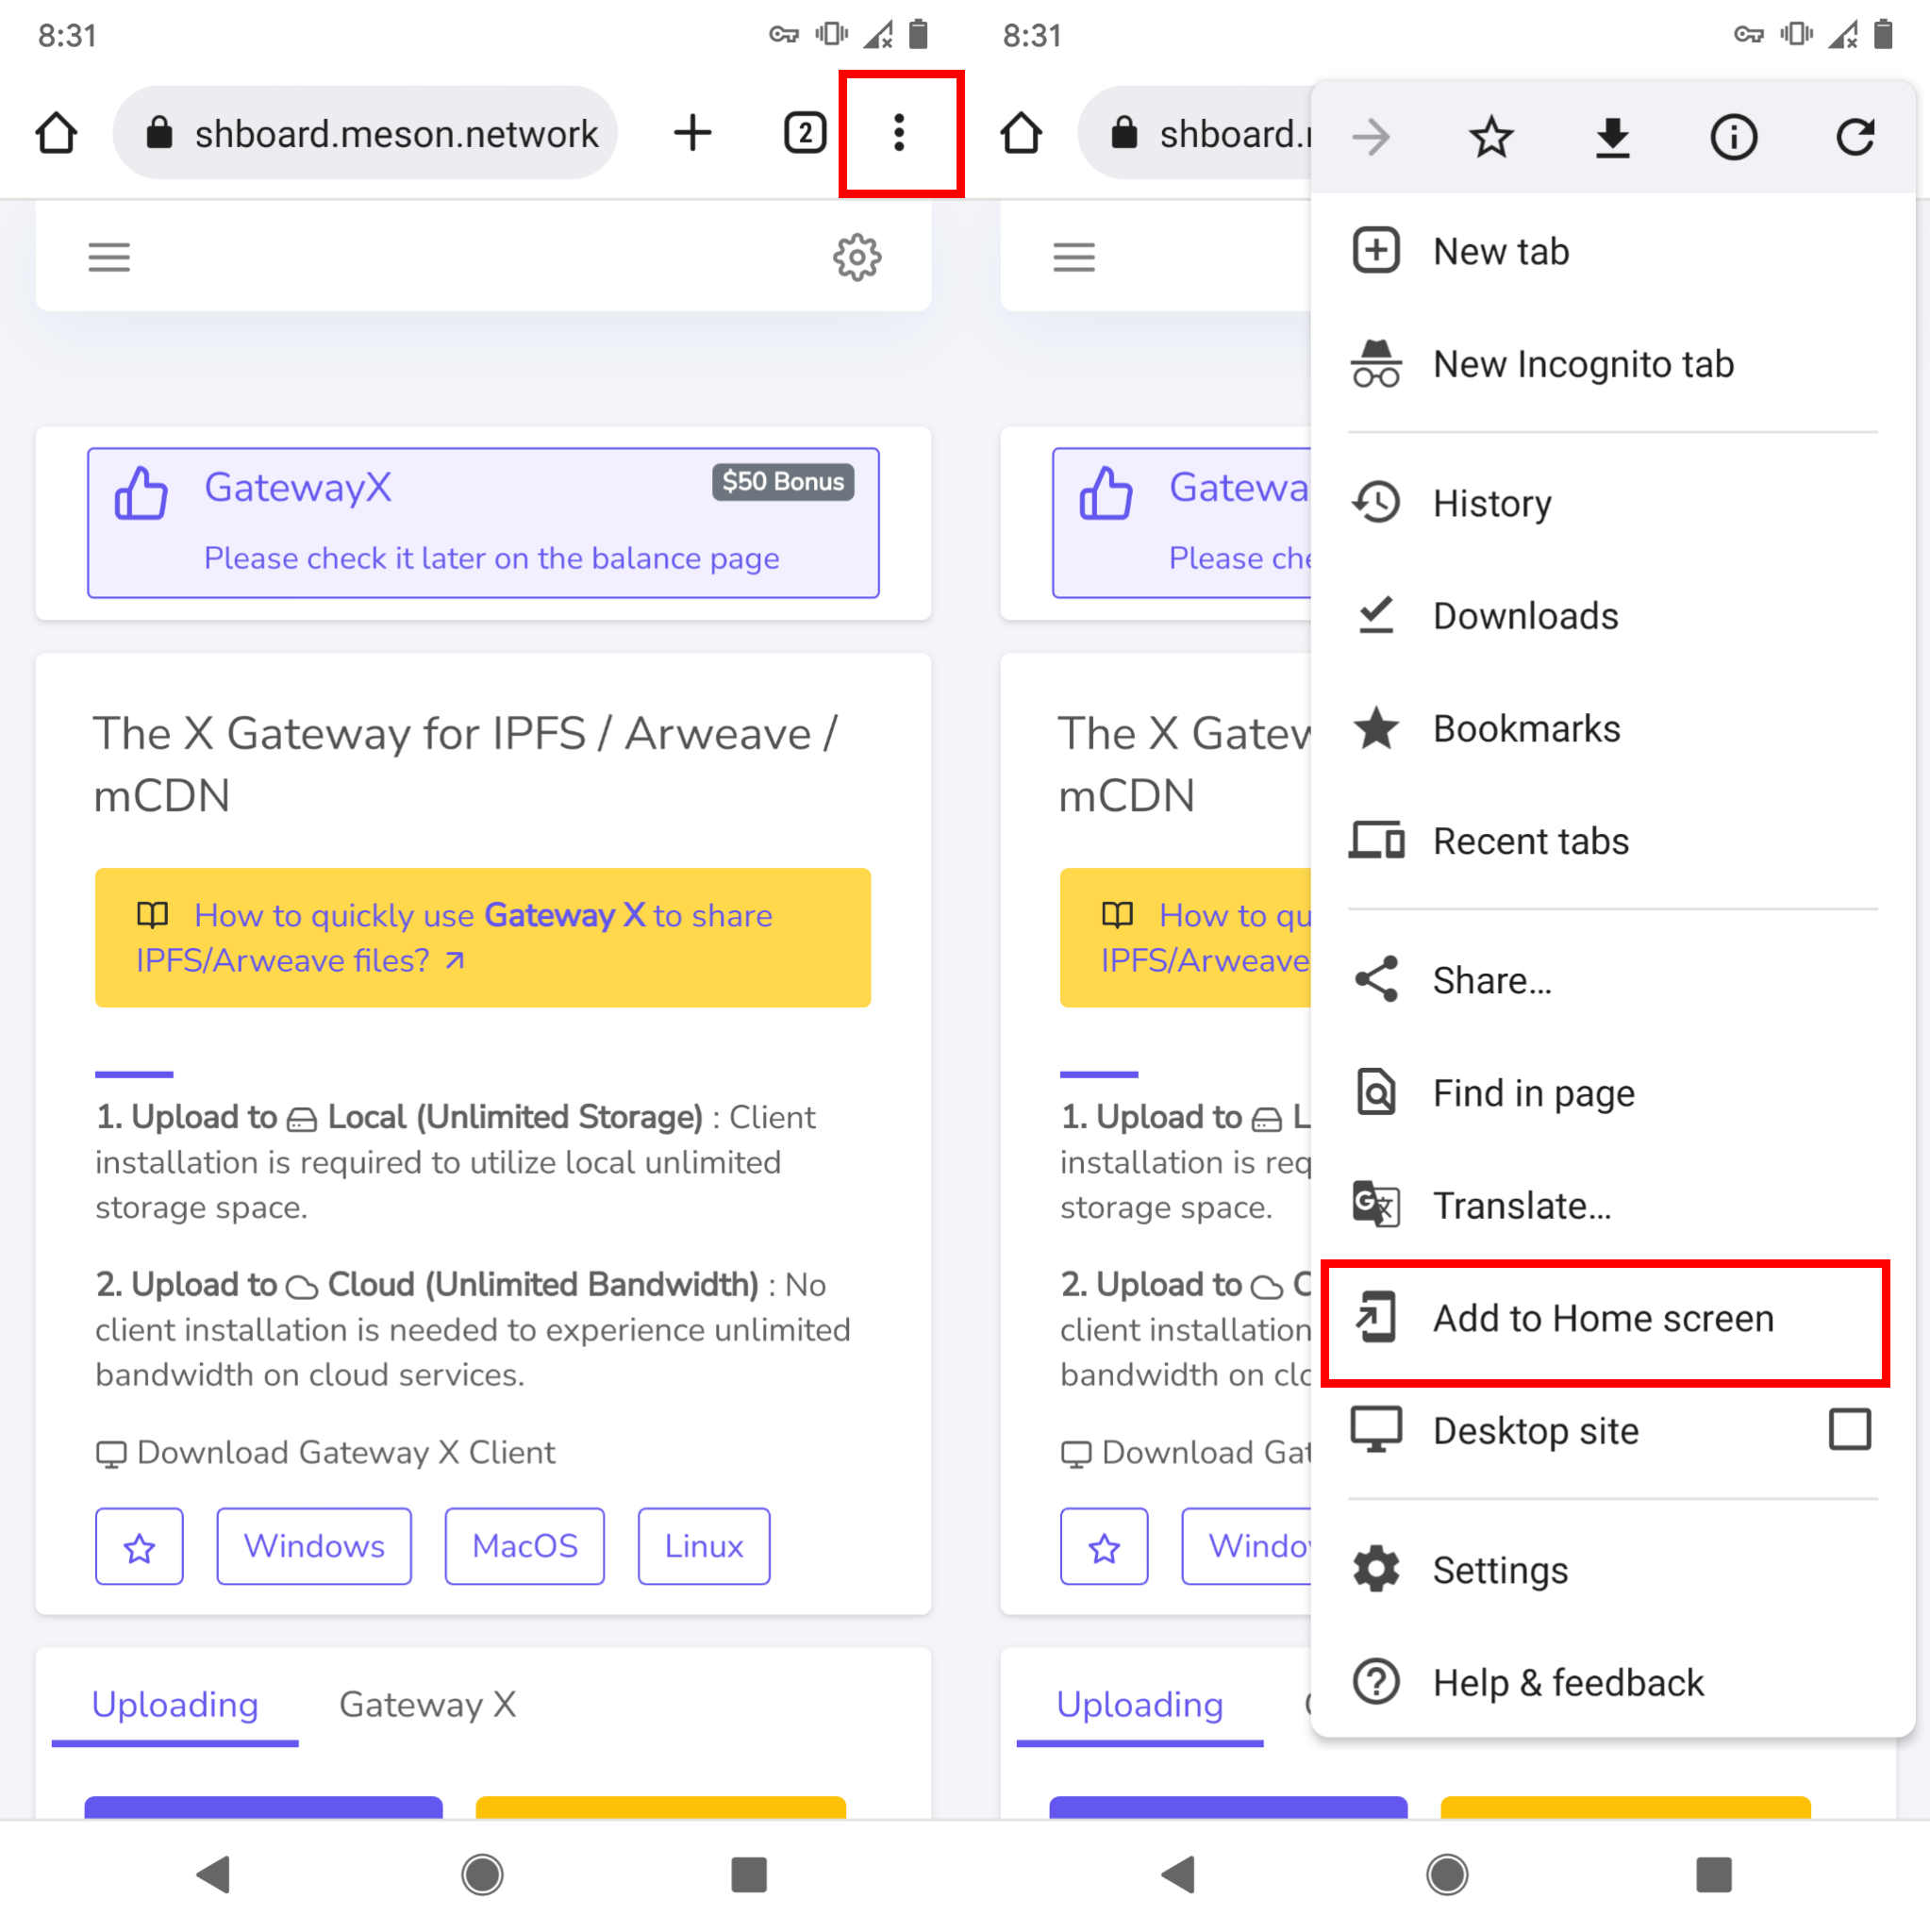 8:31
shboard.meson.network
2
GatewayX
$50 Bonus
Please check it later on the balance page
The X Gateway for IPFS / Arweave /
mCDN
How to quickly use Gateway X to share
IPFS/Arweave files?
1. Upload to Local (Unlimited Storage) : Client
installation is required to utilize local unlimited
storage space.
2. Upload to Cloud (Unlimited Bandwidth) : No
client installation is needed to experience unlimited
bandwidth on cloud services.
Download Gateway X Client
Windows
MacOS
Linux
Uploading
Gateway X
8:31
shboard.
Gatewa
Please che
The X Gatew
mCDN
How to qu
IPFS/Arweave
1. Upload to L
installation is req
storage space.
2. Upload to C
client installation
bandwidth on clo
Download Gat
Windo
Uploading
New tab
New Incognito tab
History
Downloads
Bookmarks
Recent tabs
Share...
Find in page
Translate...
Add to Home screen
Desktop site
Settings
Help & feedback